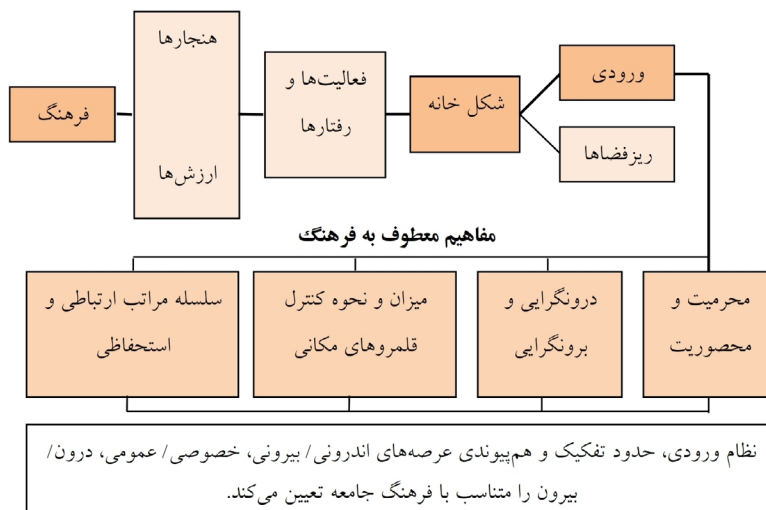 فرهنگ
هنجارها
ارزش‌ها
فعالیت‌ها و
رفتارها
شکل خانه
ورودی
ریزفضاها
مفاهیم معطوف به فرهنگ
محرمیت و
محصوریت
درونگرایی و
برونگرایی
میزان و نحوه کنترل
قلمروهای مکانی
سلسله مراتب ارتباطی و
استحفاظی
نظام ورودی، حدود تفکیک و هم‌پیوندی عرصه‌های اندرونی/ بیرونی، خصوصی/ عمومی، درون/
بیرون را متناسب با فرهنگ جامعه تعیین می‌کند.